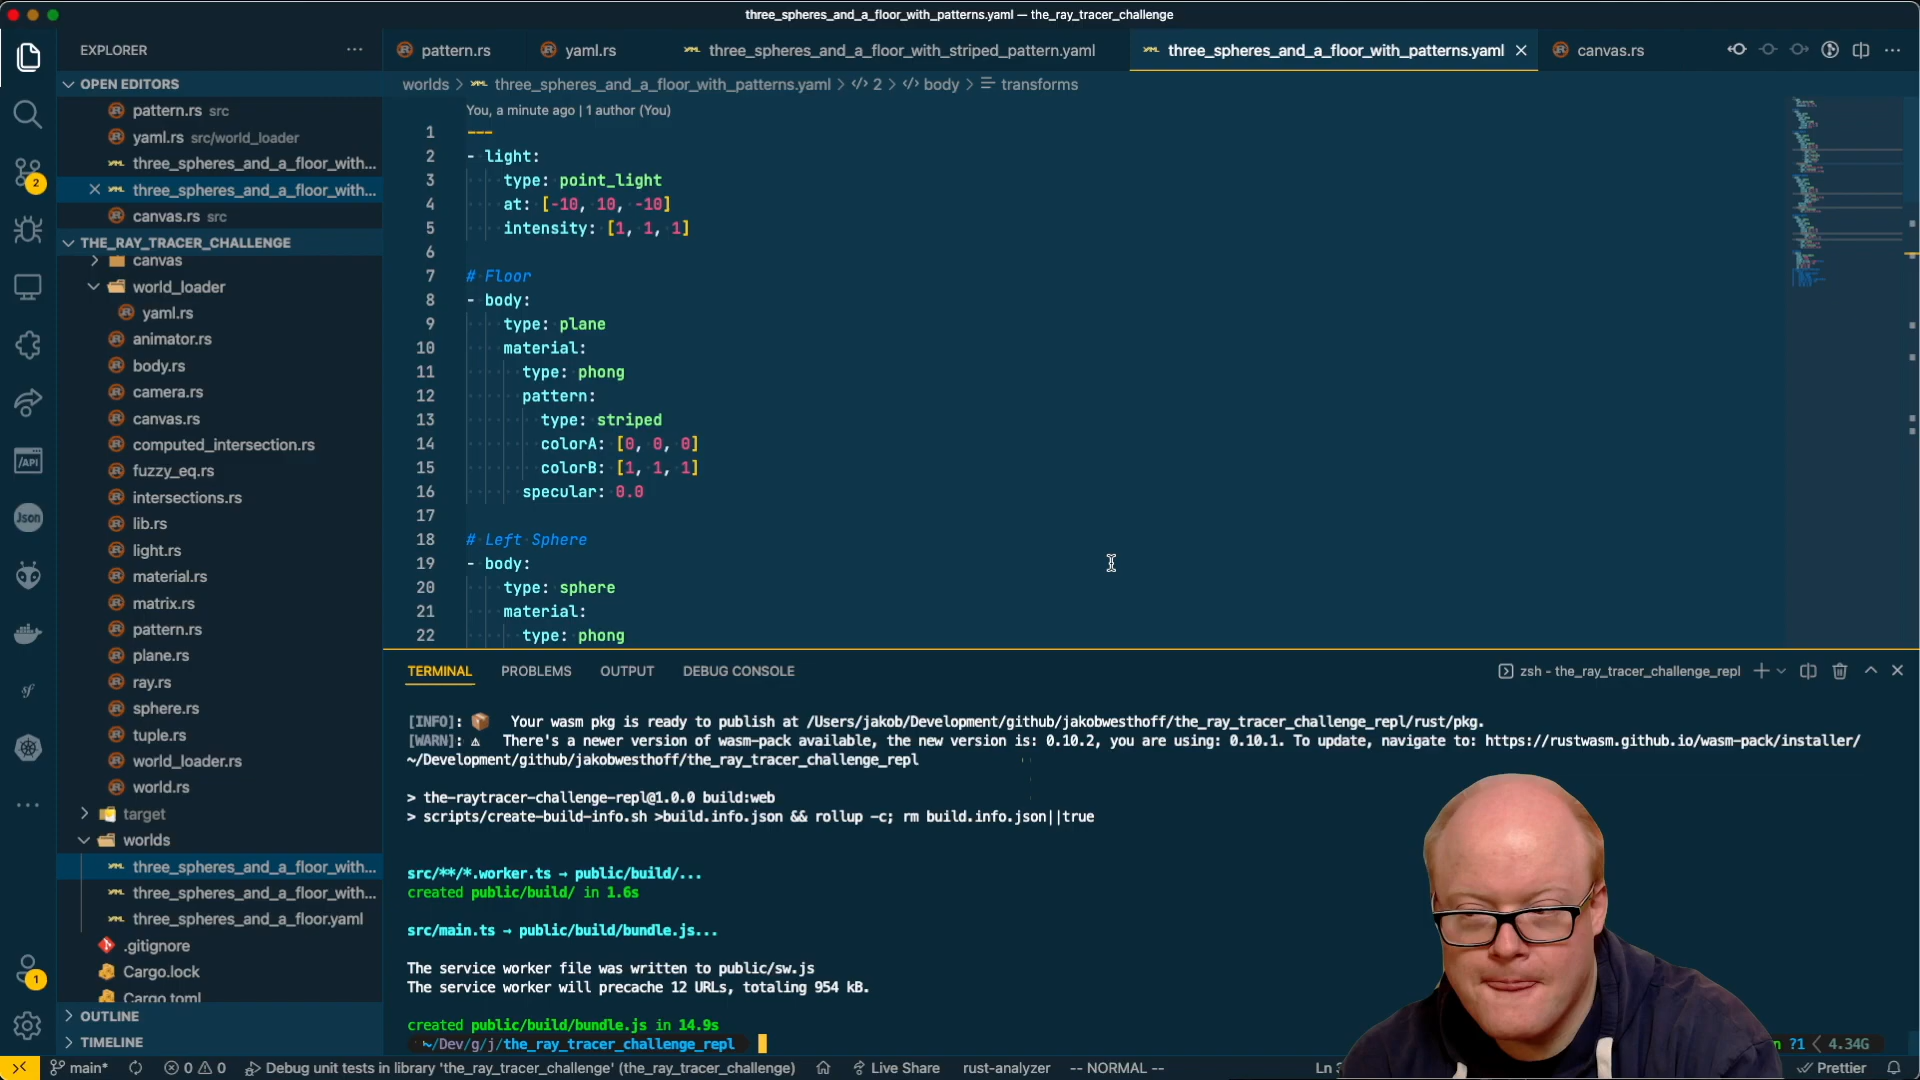 three_spheres_and_a_floor_with_patterns.yaml — the_ray_tracer_challenge
EXPLORER
pattern.rs
yaml.rs
three_spheres_and_a_floor_with_striped_pattern.yaml
three_spheres_and_a_floor_with_patterns.yaml
canvas.rs
OPEN EDITORS
pattern.rs src
yaml.rs src/world_loader
three_spheres_and_a_floor_with...
three_spheres_and_a_floor_with...
canvas.rs src
THE_RAY_TRACER_CHALLENGE
canvas
world_loader
yaml.rs
animator.rs
body.rs
camera.rs
canvas.rs
computed_intersection.rs
fuzzy_eq.rs
intersections.rs
lib.rs
light.rs
material.rs
matrix.rs
pattern.rs
plane.rs
ray.rs
sphere.rs
tuple.rs
world_loader.rs
world.rs
target
worlds
three_spheres_and_a_floor_with...
three_spheres_and_a_floor_with...
three_spheres_and_a_floor.yaml
.gitignore
Cargo.lock
Cargo.toml
OUTLINE
TIMELINE
2
/API
Json
sf
1
worlds > three_spheres_and_a_floor_with_patterns.yaml > 2 > body > transforms
You, a minute ago | 1 author (You)
1 ---
2 - light:
3 type: point_light
4 at: [-10, 10, -10]
5 intensity: [1, 1, 1]
6
7 # Floor
8 - body:
9 type: plane
10 material:
11 type: phong
12 pattern:
13 type: striped
14 colorA: [0, 0, 0]
15 colorB: [1, 1, 1]
16 specular: 0.0
17
18 # Left Sphere
19 - body:
20 type: sphere
21 material:
22 type: phong
TERMINAL PROBLEMS OUTPUT DEBUG CONSOLE
zsh - the_ray_tracer_challenge_repl
[INFO]: 📦 Your wasm pkg is ready to publish at /Users/jakob/Development/github/jakobwesthoff/the_ray_tracer_challenge_repl/rust/pkg.
[WARN]: ⚠ There's a newer version of wasm-pack available, the new version is: 0.10.2, you are using: 0.10.1. To update, navigate to: https://rustwasm.github.io/wasm-pack/installer/
~/Development/github/jakobwesthoff/the_ray_tracer_challenge_repl
> the-raytracer-challenge-repl@1.0.0 build:web
> scripts/create-build-info.sh >build.info.json && rollup -c; rm build.info.json||true
src/**/*.worker.ts → public/build/...
created public/build/ in 1.6s
src/main.ts → public/build/bundle.js...
The service worker file was written to public/sw.js
The service worker will precache 12 URLs, totaling 954 kB.
created public/build/bundle.js in 14.9s
~/Dev/g/j/the_ray_tracer_challenge_repl
?1 < 4.34G
main* 0 0 Debug unit tests in library 'the_ray_tracer_challenge' (the_ray_tracer_challenge) Live Share rust-analyzer -- NORMAL -- Ln Prettier